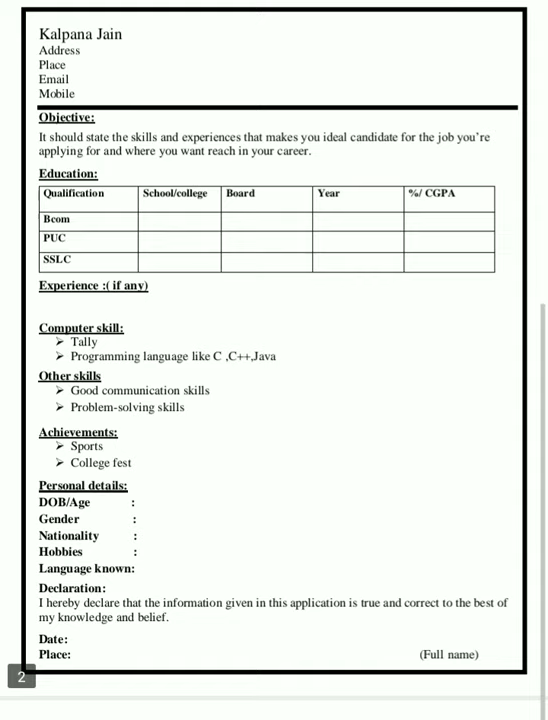 Kalpana Jain
Address
Place
Email
Mobile
Objective:
It should state the skills and experiences that makes you ideal candidate for the job you're
applying for and where you want reach in your career.
Education:
Qualification School/college Board Year %/ CGPA
Bcom
PUC
SSLC
Experience :( if any)
Computer skill:
➢ Tally
➢ Programming language like C ,C++,Java
Other skills
➢ Good communication skills
➢ Problem-solving skills
Achievements:
➢ Sports
➢ College fest
Personal details:
DOB/Age :
Gender :
Nationality :
Hobbies :
Language known:
Declaration:
I hereby declare that the information given in this application is true and correct to the best of
my knowledge and belief.
Date:
Place: (Full name)
2